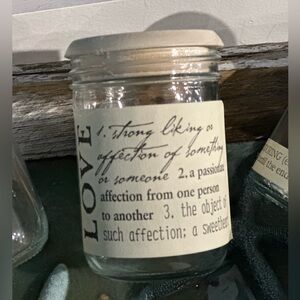 LOVE
1. strong liking or
affection of something
or someone 2. a passionate
affection from one person
to another 3. the object of
such affection; a sweetheart